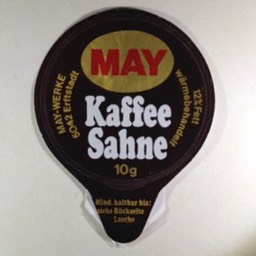 MAY
MAY-WERKE
5042 Erftstadt
12% Fett
wärmebehandelt
Kaffee
Sahne
10g
Mind. haltbar bis:
siehe Rückseite
Lasche